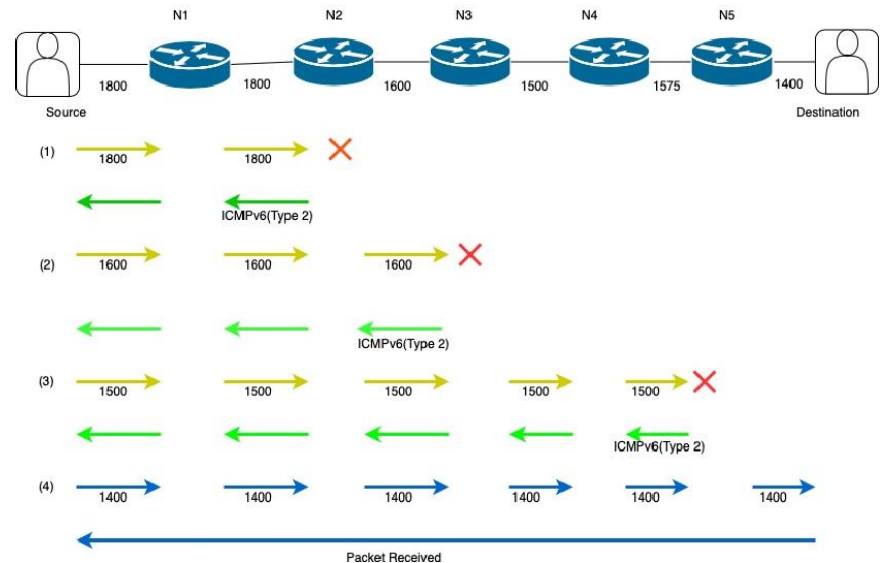 N1 N2 N3 N4 N5
1800 1800 1600 1500 1575 1400
Source Destination
(1) 1800 1800
ICMPv6(Type 2)
(2) 1600 1600 1600
ICMPv6(Type 2)
(3) 1500 1500 1500 1500 1500
ICMPv6(Type 2)
(4) 1400 1400 1400 1400 1400 1400
Packet Received